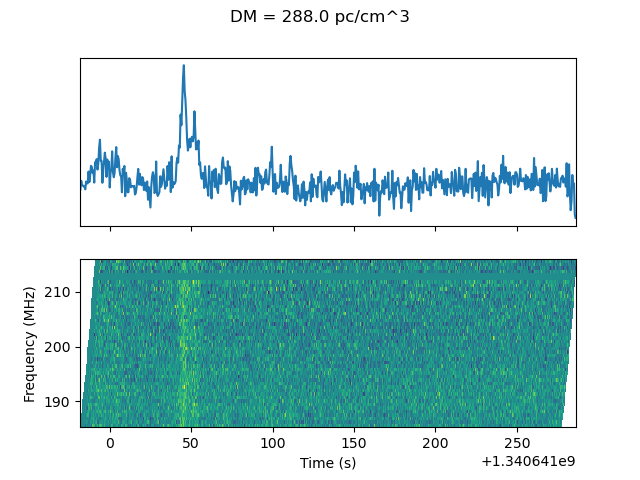 DM = 288.0 pc/cm^3
210
200
190
Frequency (MHz)
0 50 100 150 200 250
Time (s)
+1.340641e9